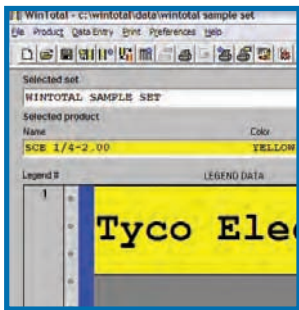 WinTotal - c:\wintotal\data\wintotal sample set
File Product Data Entry Print Preferences Help
Selected set
WINTOTAL SAMPLE SET
Selected product
Name Color
SCE 1/4-2.00 YELLOW
Legend # LEGEND DATA
1
Tyco Ele